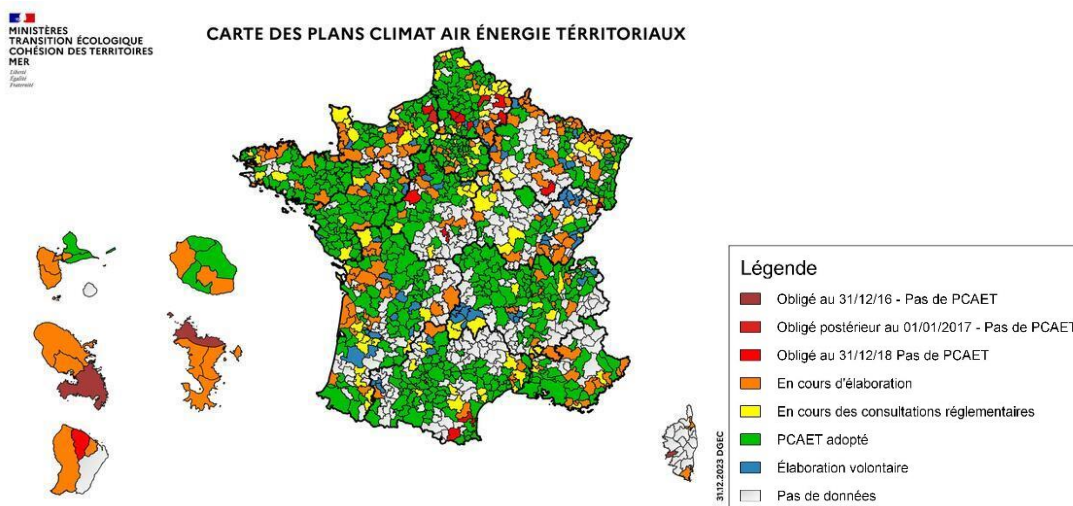 MINISTÈRES
TRANSITION ÉCOLOGIQUE
COHÉSION DES TERRITOIRES
MER
Liberté
Égalité
Fraternité
CARTE DES PLANS CLIMAT AIR ÉNERGIE TÉRRITORIAUX
Légende
Obligé au 31/12/16 - Pas de PCAET
Obligé postérieur au 01/01/2017 - Pas de PCAET
Obligé au 31/12/18 Pas de PCAET
En cours d'élaboration
En cours des consultations réglementaires
PCAET adopté
Élaboration volontaire
Pas de données
31.12.2023 DGEC